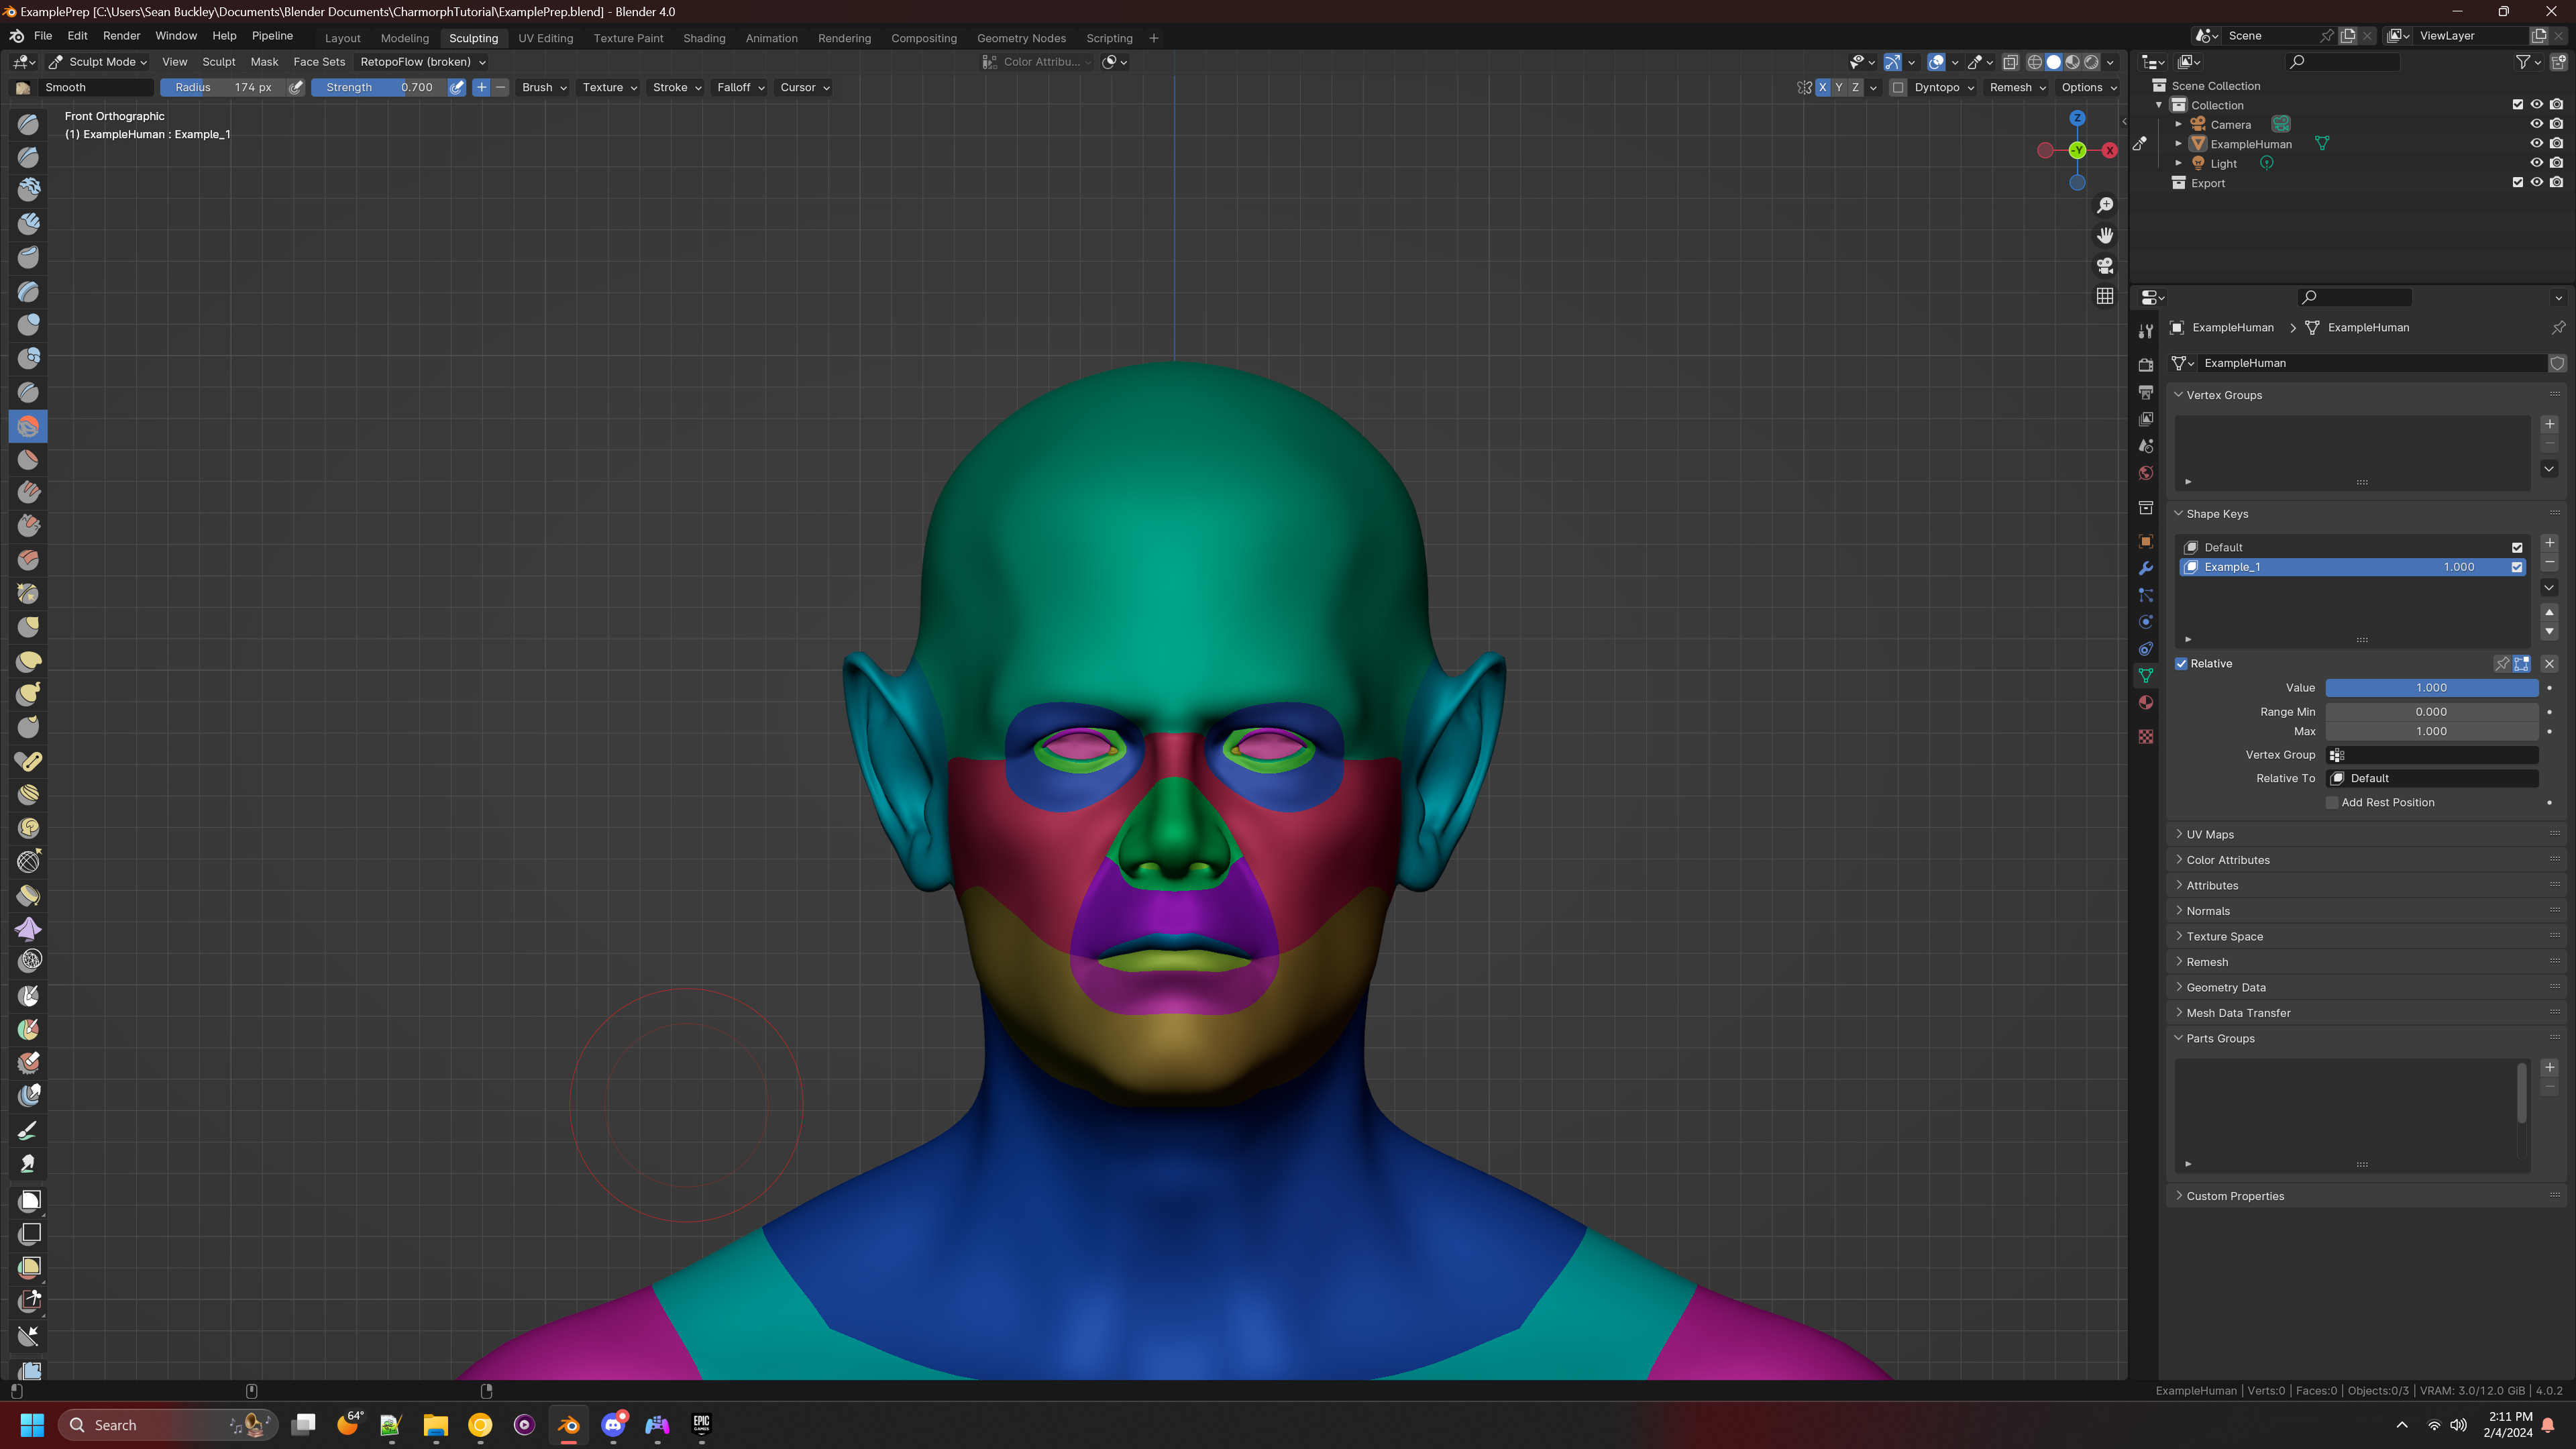 ExamplePrep [C:\Users\Sean Buckley\Documents\Blender Documents\CharmorphTutorial\ExamplePrep.blend] - Blender 4.0
File Edit Render Window Help Pipeline Layout Modeling Sculpting UV Editing Texture Paint Shading Animation Rendering Compositing Geometry Nodes Scripting + Scene ViewLayer
Sculpt Mode View Sculpt Mask Face Sets RetopoFlow (broken) Color Attribu...
Smooth Radius 174 px Strength 0.700 + − Brush Texture Stroke Falloff Cursor X Y Z Dyntopo Remesh Options
Front Orthographic
(1) ExampleHuman : Example_1
Z
-Y X
Scene Collection
Collection
Camera
ExampleHuman
Light
Export
ExampleHuman > ExampleHuman
ExampleHuman
Vertex Groups
Shape Keys
Default
Example_1 1.000
Relative
Value 1.000
Range Min 0.000
Max 1.000
Vertex Group
Relative To Default
Add Rest Position
UV Maps
Color Attributes
Attributes
Normals
Texture Space
Remesh
Geometry Data
Mesh Data Transfer
Parts Groups
Custom Properties
ExampleHuman | Verts:0 | Faces:0 | Objects:0/3 | VRAM: 3.0/12.0 GiB | 4.0.2
Search 64° EPIC GAMES 2:11 PM
2/4/2024